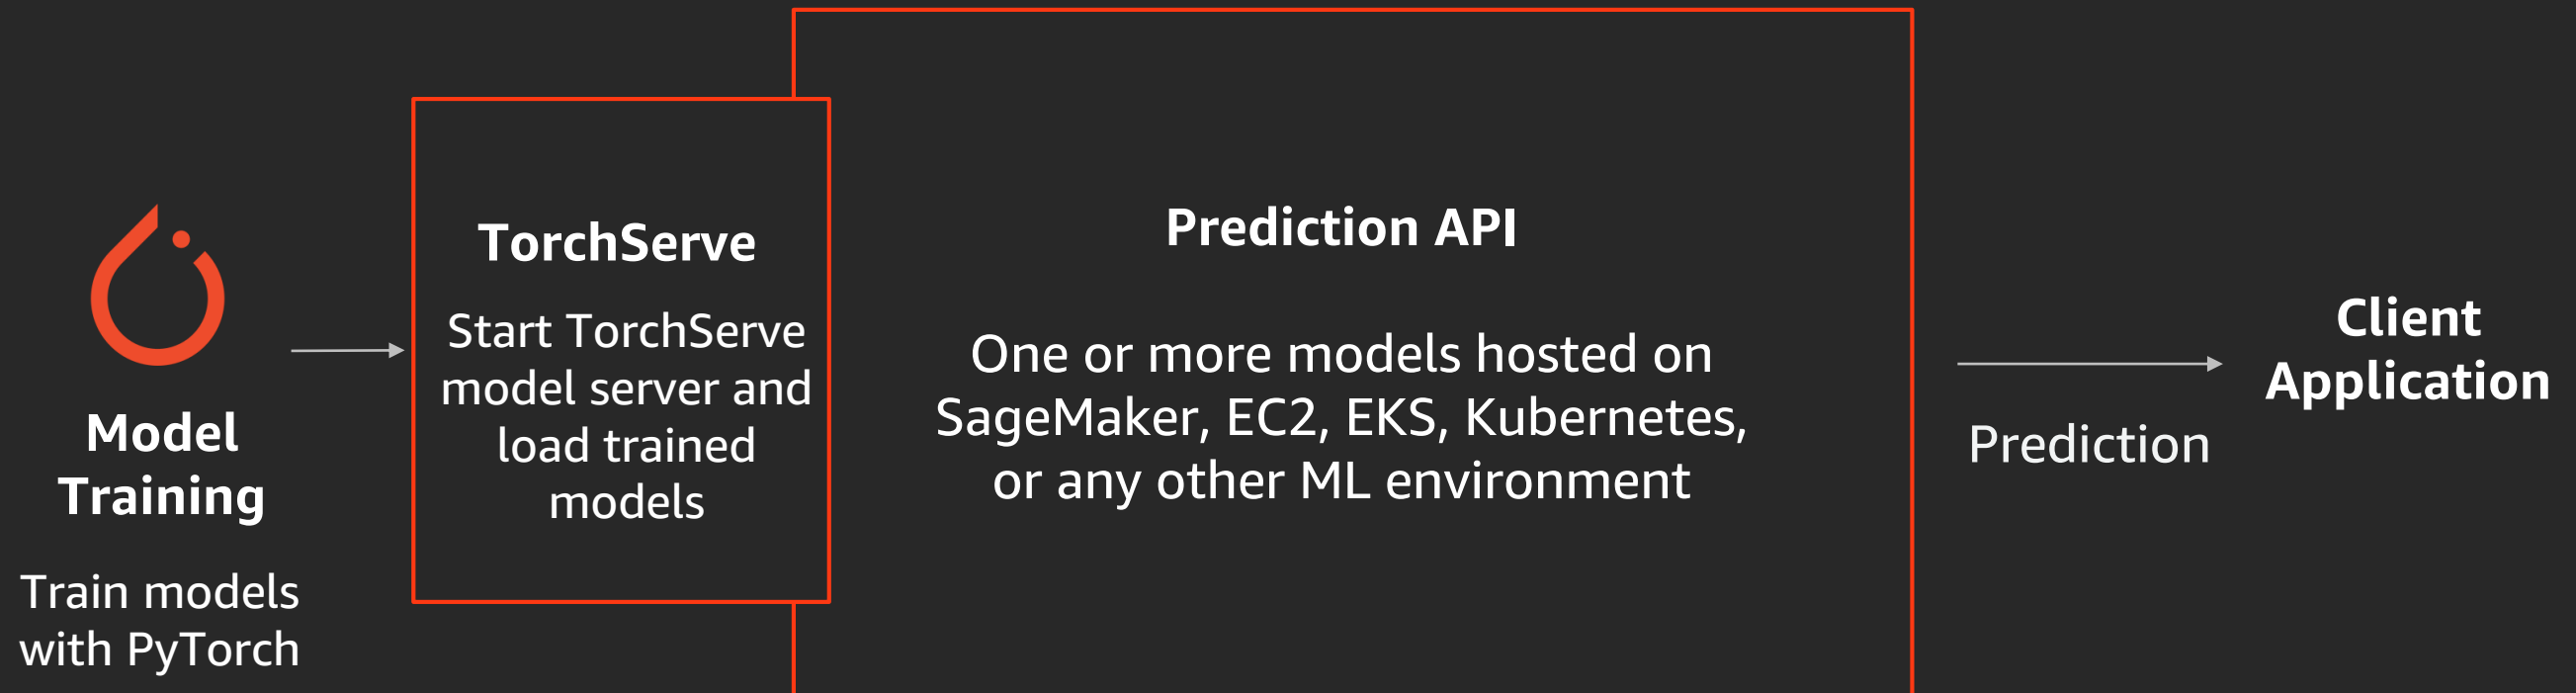 Model
Training
Train models
with PyTorch
TorchServe
Start TorchServe
model server and
load trained
models
Prediction API
One or more models hosted on
SageMaker, EC2, EKS, Kubernetes,
or any other ML environment
Prediction
Client
Application